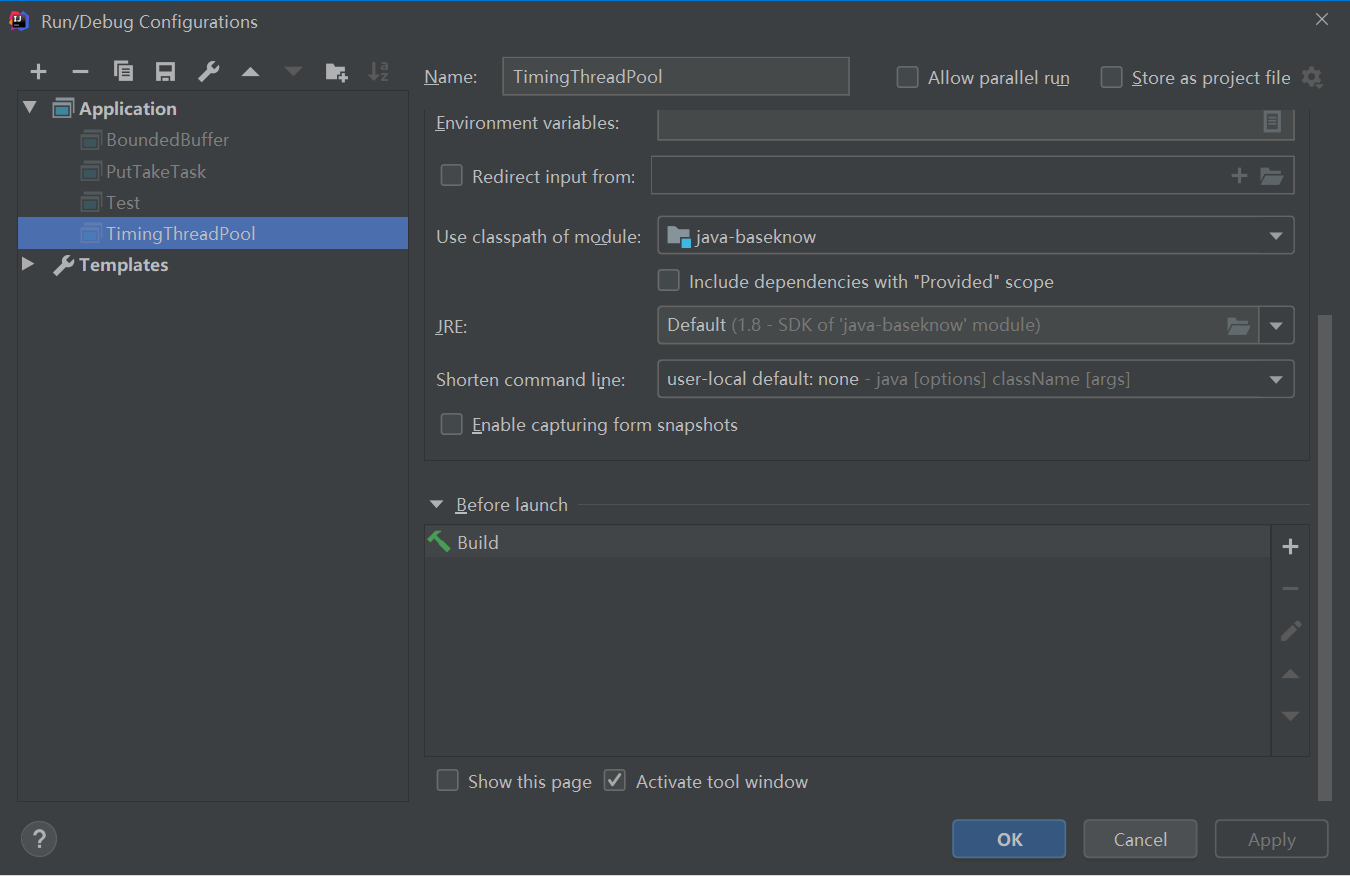 Run/Debug Configurations
Name: TimingThreadPool Allow parallel run Store as project file
Application
BoundedBuffer
PutTakeTask
Test
TimingThreadPool
Templates
Environment variables:
Redirect input from:
Use classpath of module: java-baseknow
Include dependencies with "Provided" scope
JRE: Default (1.8 - SDK of 'java-baseknow' module)
Shorten command line: user-local default: none - java [options] className [args]
Enable capturing form snapshots
Before launch
Build
Show this page Activate tool window
? OK Cancel Apply